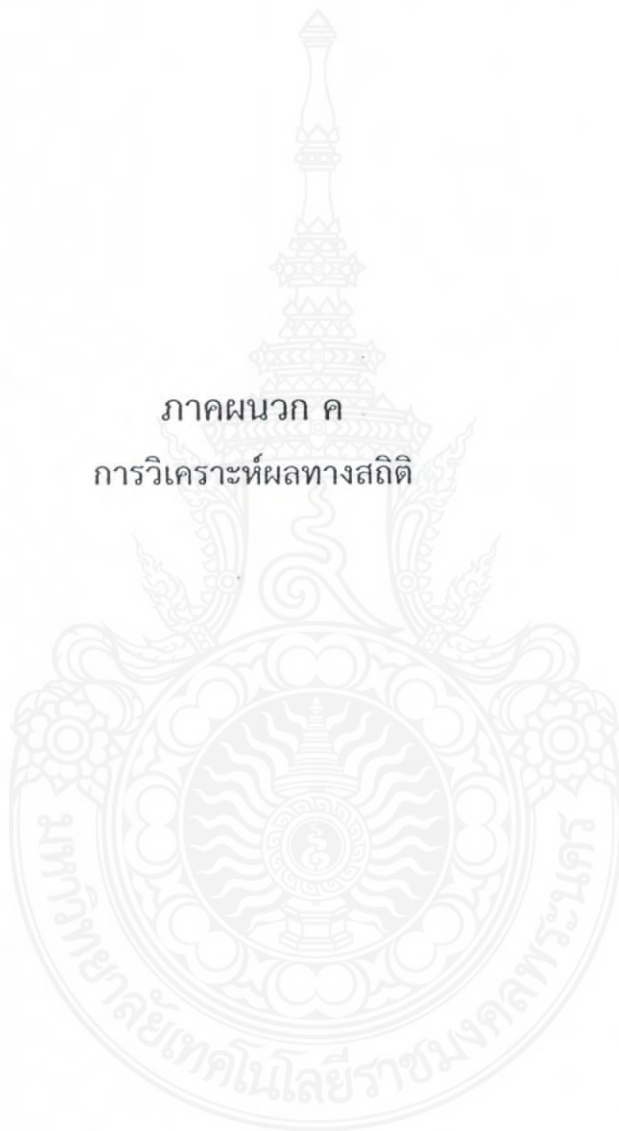 ภาคผนวก ค
การวิเคราะห์ผลทางสถิติ
มหาวิทยาลัยเทคโนโลยีราชมงคลพระนคร